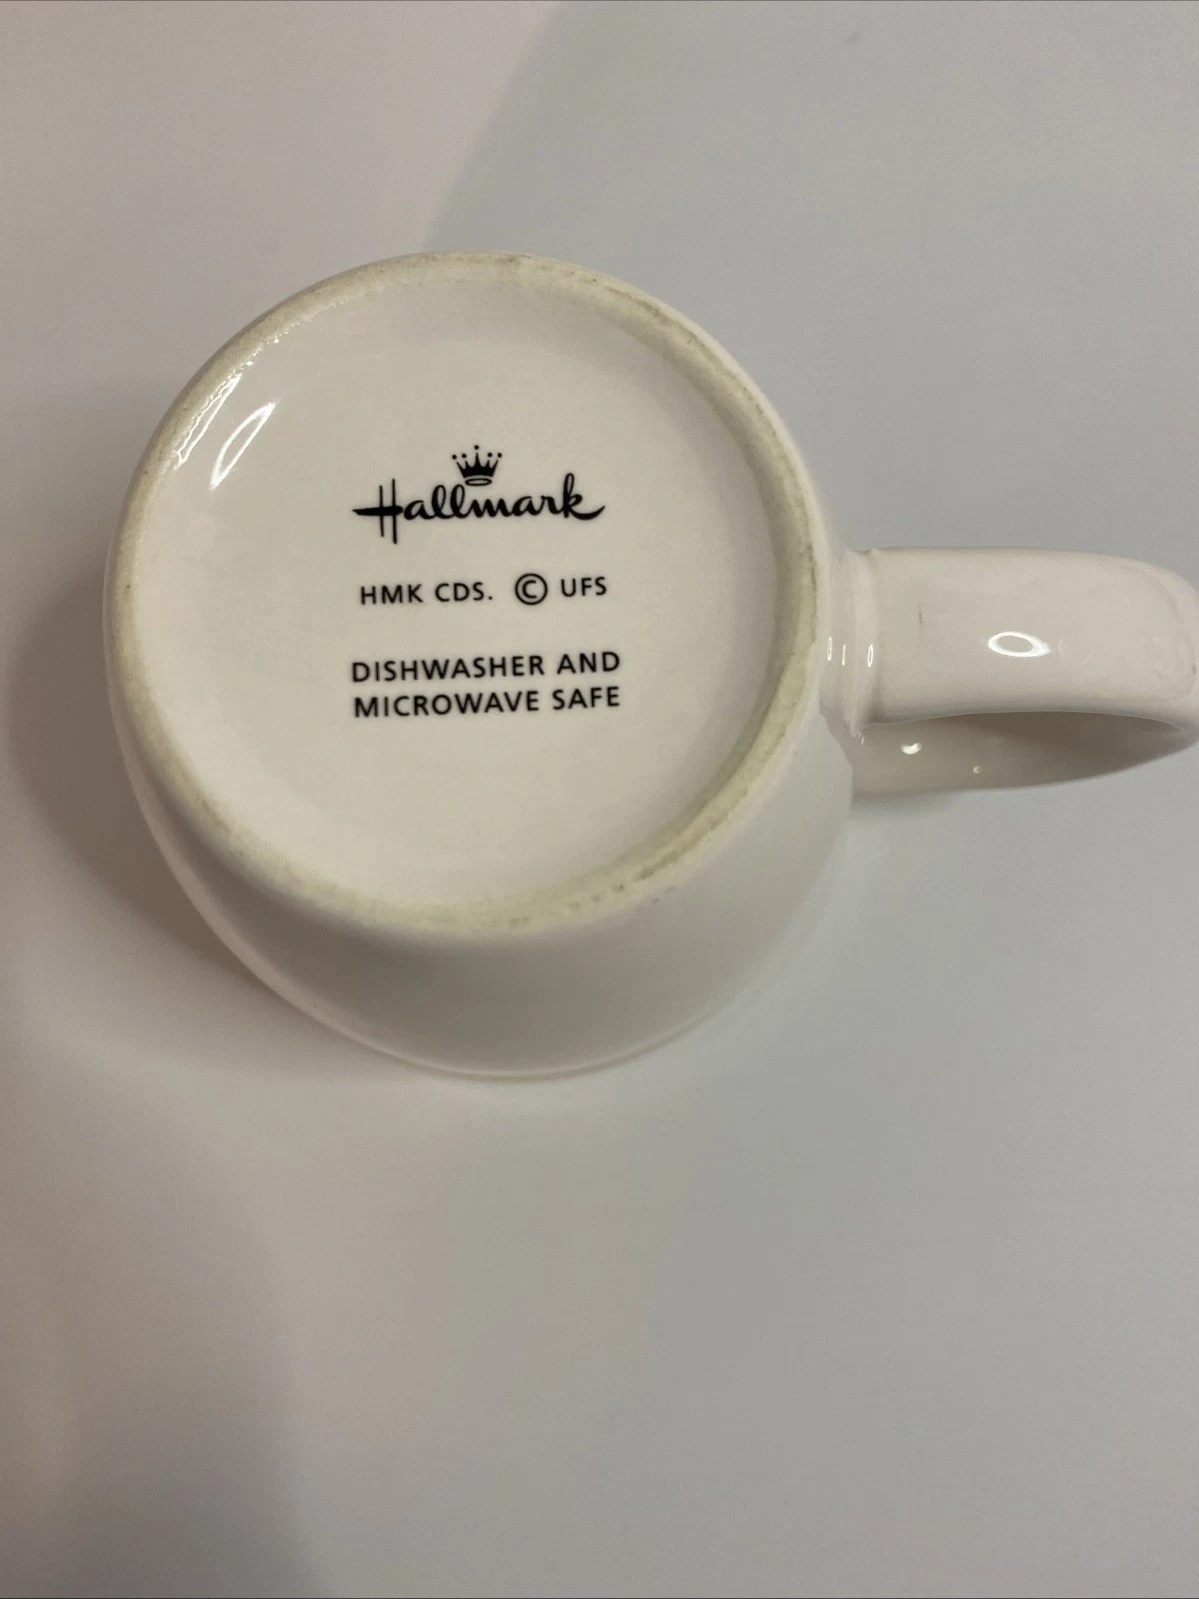 Hallmark
HMK CDS. © UFS
DISHWASHER AND
MICROWAVE SAFE